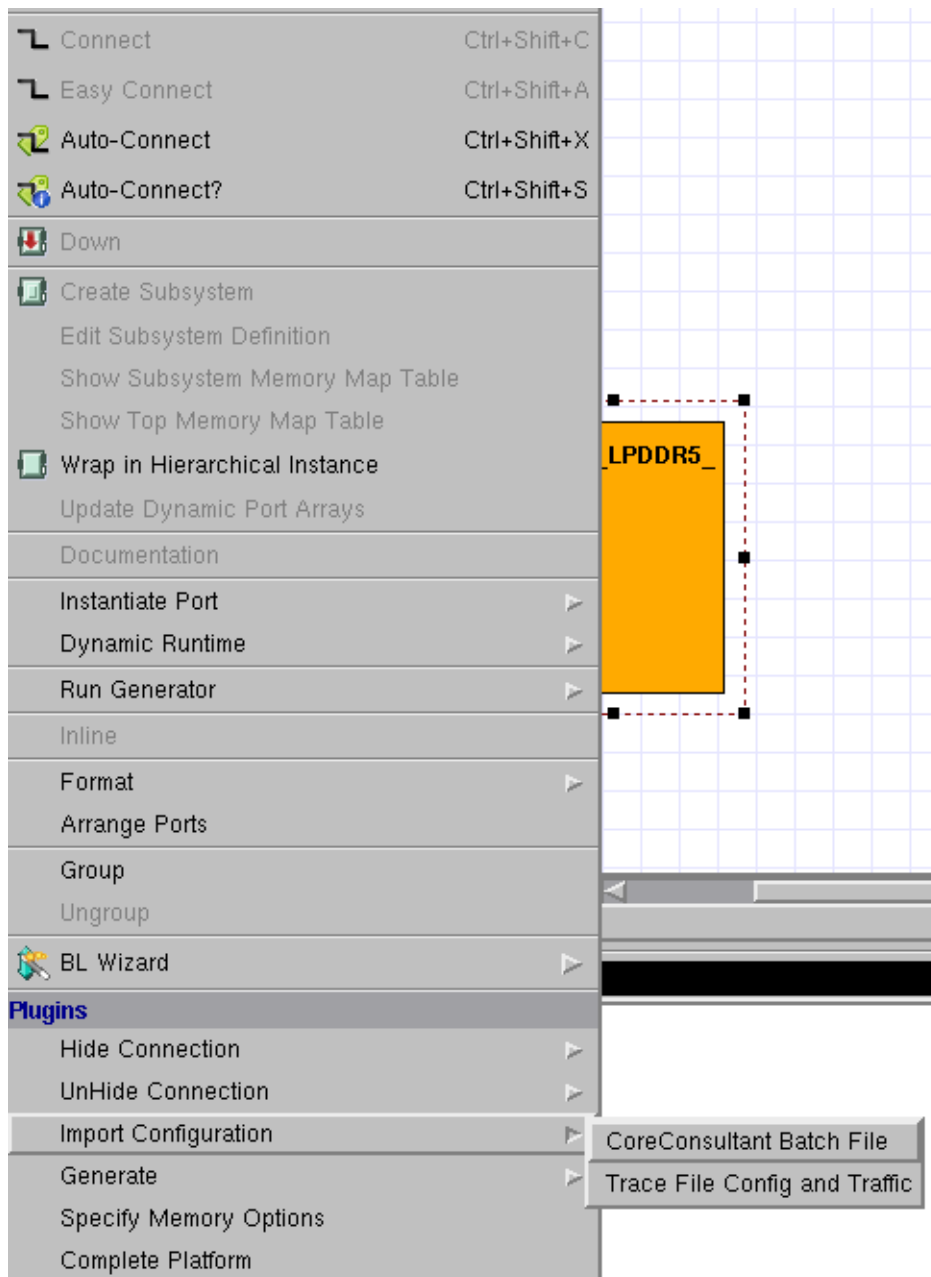 Connect Ctrl+Shift+C
Easy Connect Ctrl+Shift+A
Auto-Connect Ctrl+Shift+X
Auto-Connect? Ctrl+Shift+S
Down
Create Subsystem
Edit Subsystem Definition
Show Subsystem Memory Map Table
Show Top Memory Map Table
Wrap in Hierarchical Instance
_LPDDR5_
Update Dynamic Port Arrays
Documentation
Instantiate Port
Dynamic Runtime
Run Generator
Inline
Format
Arrange Ports
Group
Ungroup
BL Wizard
Plugins
Hide Connection
UnHide Connection
Import Configuration
CoreConsultant Batch File
Trace File Config and Traffic
Generate
Specify Memory Options
Complete Platform